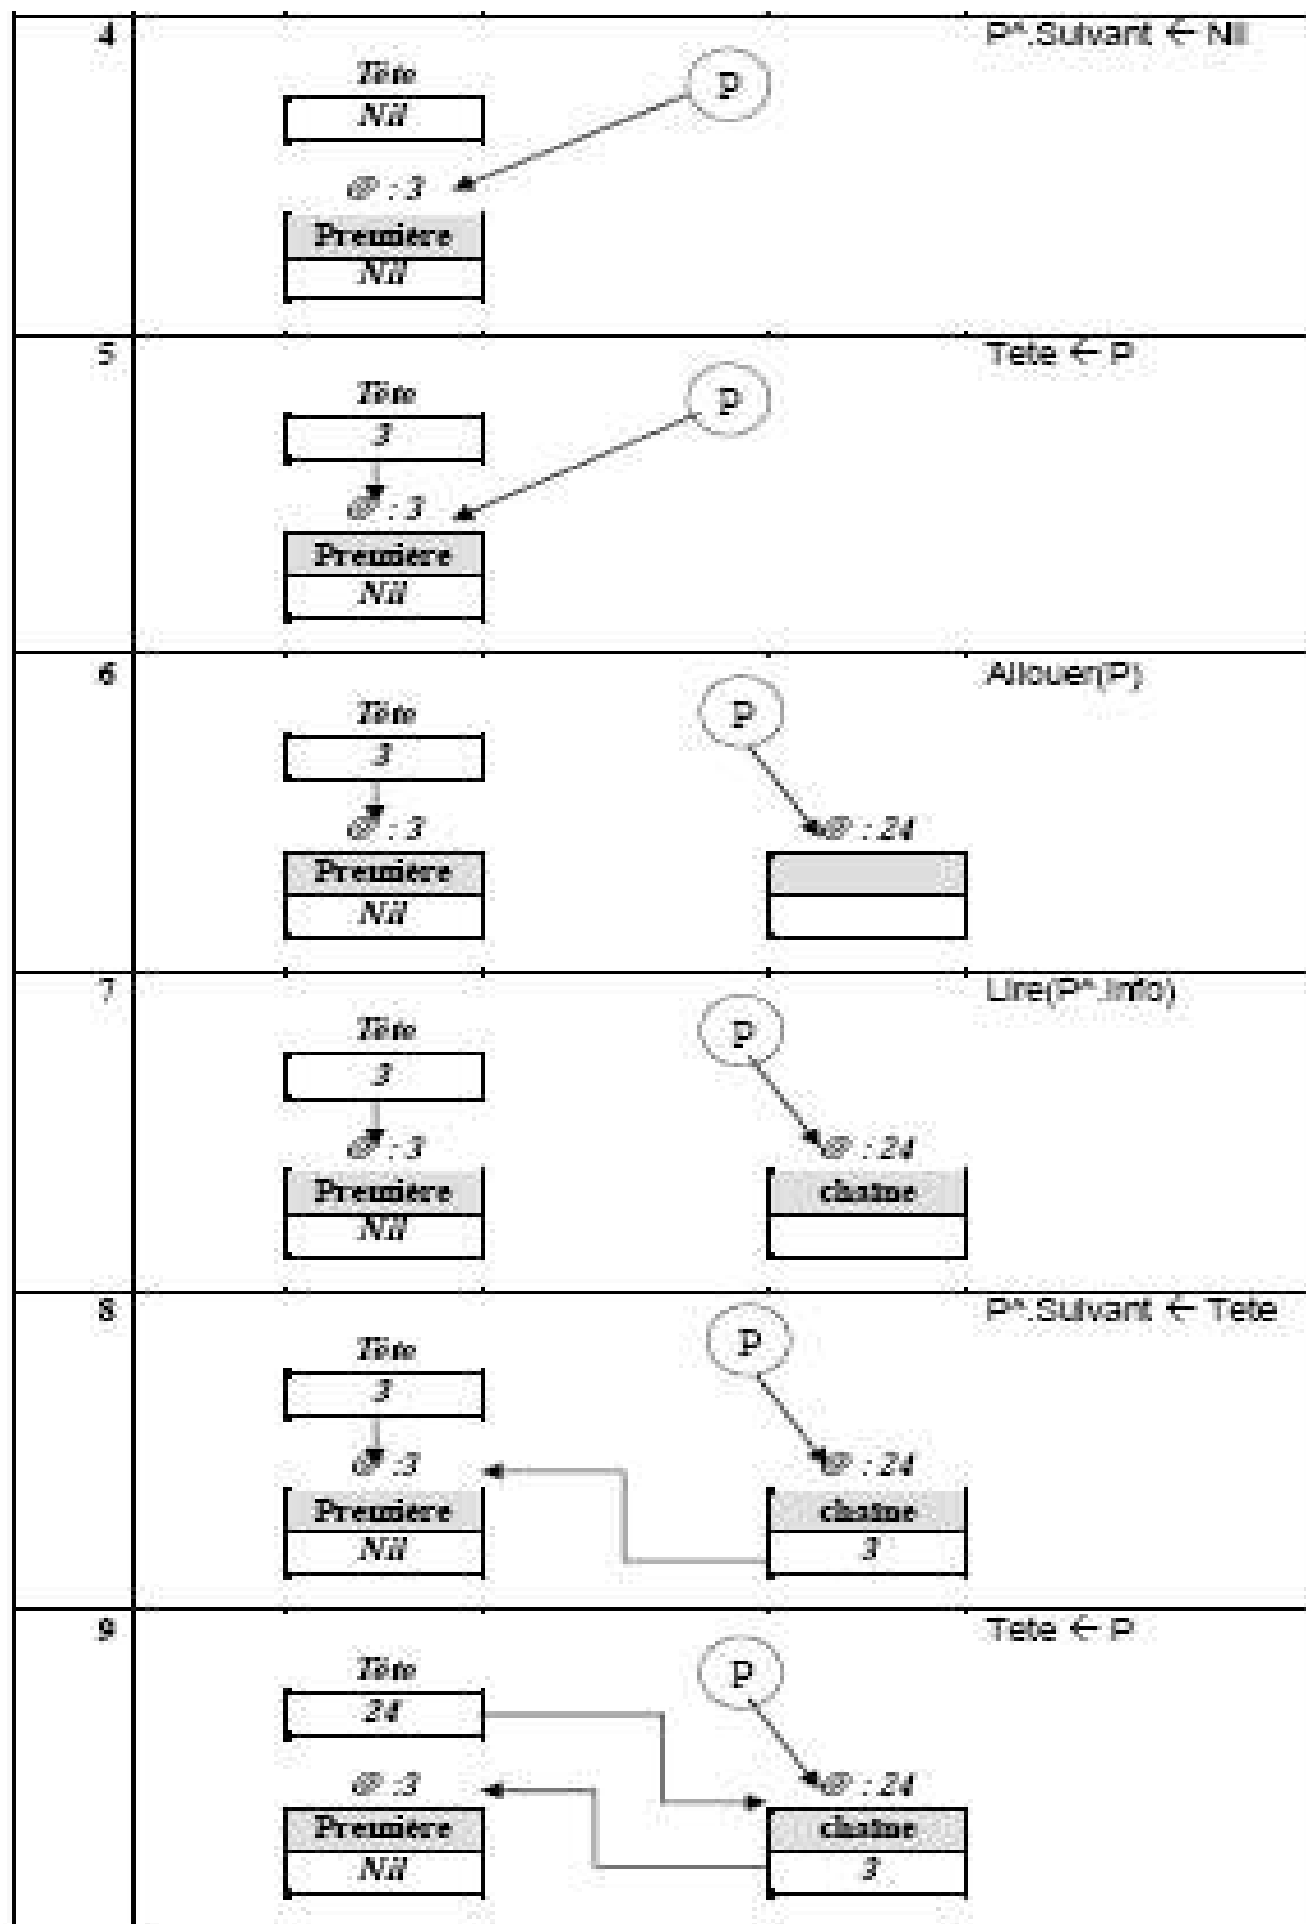 4 P^.Suivant ← Nil
Tête P
Nil
@ : 3
Première
Nil
5 Tete ← P
Tête P
3
@ : 3
Première
Nil
6 Allouer(P)
Tête P
3
@ : 3 @ : 24
Première
Nil
7 Lire(P^.Info)
Tête P
3
@ : 3 @ : 24
Première chaîne
Nil
8 P^.Suivant ← Tete
Tête P
3
@ :3 @ : 24
Première chaîne
Nil 3
9 Tete ← P
Tête P
24
@ :3 @ : 24
Première chaîne
Nil 3